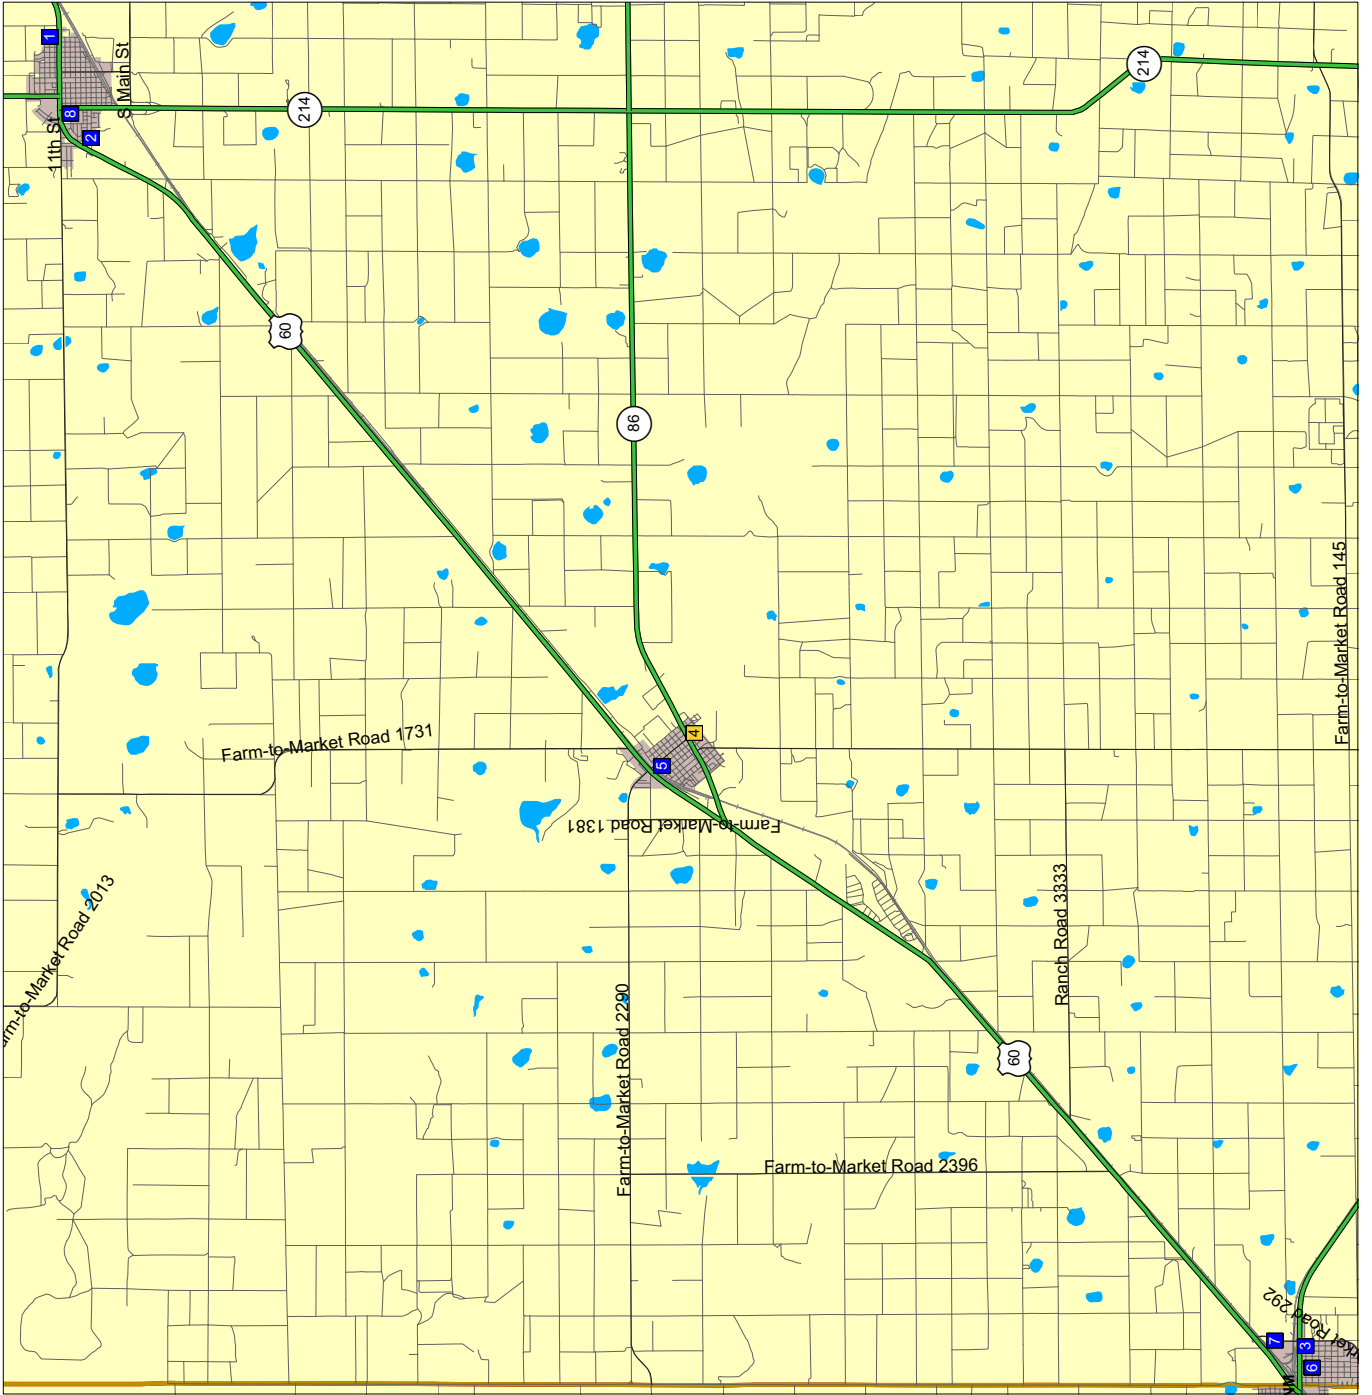 1
S Main St
214
214
8
2
11th St
60
86
Farm-to-Market Road 145
Farm-to-Market Road 1731
4
5
Farm-to-Market Road 1381
Farm-to-Market Road 2013
Ranch Road 3333
Farm-to-Market Road 2290
60
Farm-to-Market Road 2396
Road 292
7
3
6